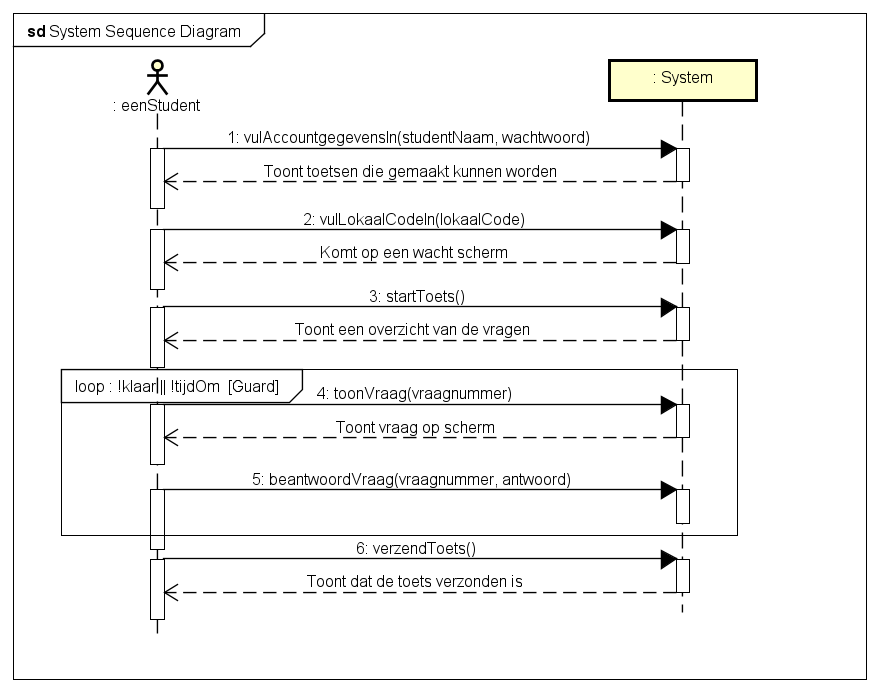 sd System Sequence Diagram
: eenStudent
: System
1: vulAccountgegevensIn(studentNaam, wachtwoord)
Toont toetsen die gemaakt kunnen worden
2: vulLokaalCodeIn(lokaalCode)
Komt op een wacht scherm
3: startToets()
Toont een overzicht van de vragen
loop : !klaar|| !tijdOm [Guard]
4: toonVraag(vraagnummer)
Toont vraag op scherm
5: beantwoordVraag(vraagnummer, antwoord)
6: verzendToets()
Toont dat de toets verzonden is